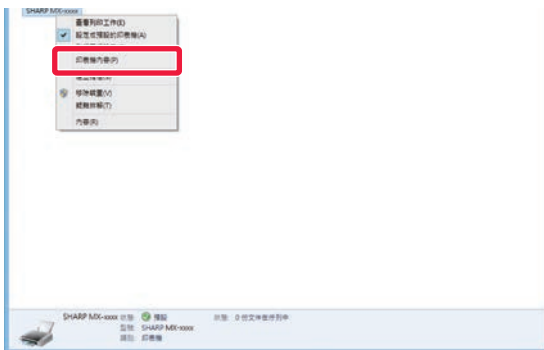 SHARP MX-xxxx
查看列印工作(E)
設定成預設的印表機(A)
印表機內容(P)
移除裝置(V)
疑難排解(T)
內容(R)
SHARP MX-xxxx 狀態: 預設 狀態: 0 份文件在佇列中
型號: SHARP MX-xxxx
類別: 印表機